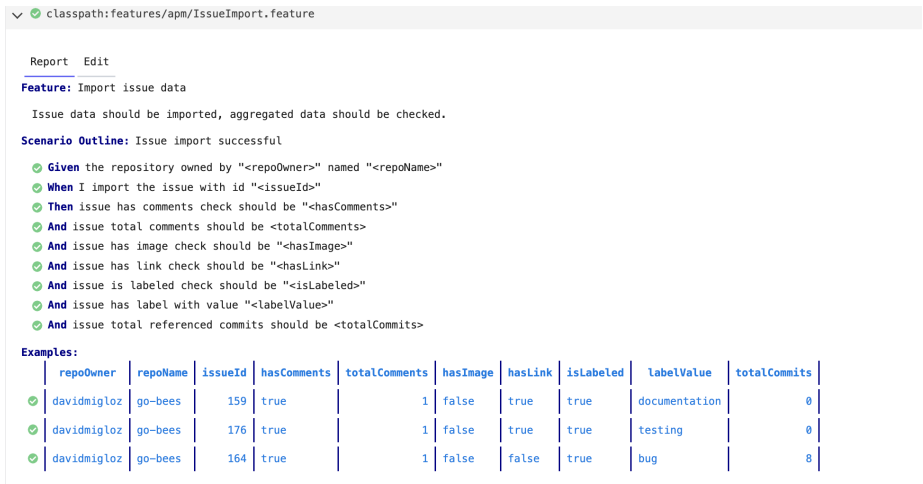 classpath:features/apm/IssueImport.feature
Report Edit
Feature: Import issue data
Issue data should be imported, aggregated data should be checked.
Scenario Outline: Issue import successful
Given the repository owned by "<repoOwner>" named "<repoName>"
When I import the issue with id "<issueId>"
Then issue has comments check should be "<hasComments>"
And issue total comments should be <totalComments>
And issue has image check should be "<hasImage>"
And issue has link check should be "<hasLink>"
And issue is labeled check should be "<isLabeled>"
And issue has label with value "<labelValue>"
And issue total referenced commits should be <totalCommits>
Examples:
repoOwner repoName issueId hasComments totalComments hasImage hasLink isLabeled labelValue totalCommits
davidmigloz go-bees 159 true 1 false true true documentation 0
davidmigloz go-bees 176 true 1 false true true testing 0
davidmigloz go-bees 164 true 1 false false true bug 8